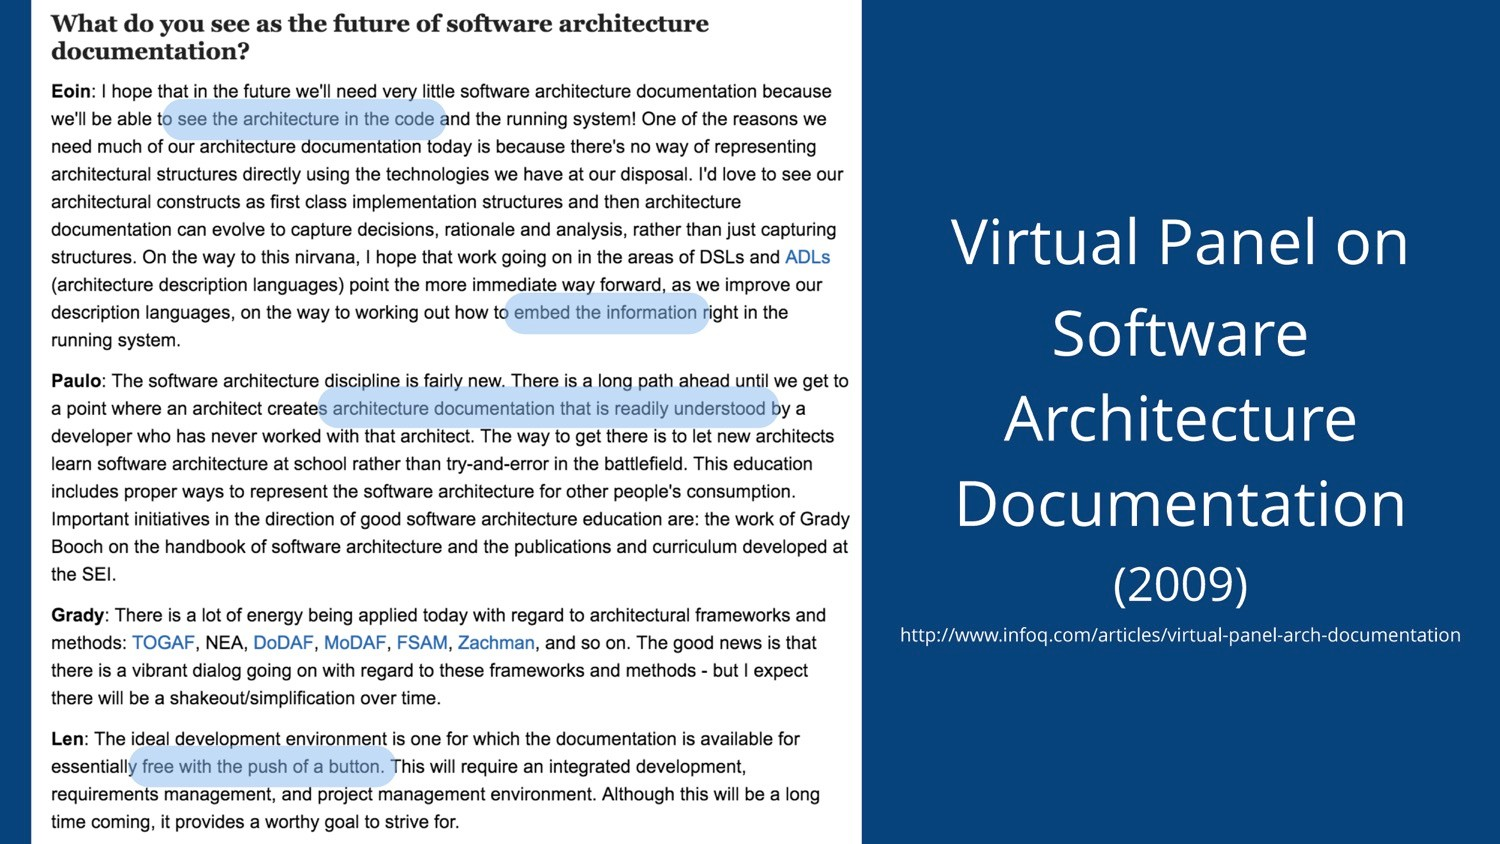 What do you see as the future of software architecture
documentation?
Eoin: I hope that in the future we'll need very little software architecture documentation because
we'll be able to see the architecture in the code and the running system! One of the reasons we
need much of our architecture documentation today is because there's no way of representing
architectural structures directly using the technologies we have at our disposal. I'd love to see our
architectural constructs as first class implementation structures and then architecture
documentation can evolve to capture decisions, rationale and analysis, rather than just capturing
structures. On the way to this nirvana, I hope that work going on in the areas of DSLs and ADLs
(architecture description languages) point the more immediate way forward, as we improve our
description languages, on the way to working out how to embed the information right in the
running system.
Paulo: The software architecture discipline is fairly new. There is a long path ahead until we get to
a point where an architect creates architecture documentation that is readily understood by a
developer who has never worked with that architect. The way to get there is to let new architects
learn software architecture at school rather than try-and-error in the battlefield. This education
includes proper ways to represent the software architecture for other people's consumption.
Important initiatives in the direction of good software architecture education are: the work of Grady
Booch on the handbook of software architecture and the publications and curriculum developed at
the SEI.
Grady: There is a lot of energy being applied today with regard to architectural frameworks and
methods: TOGAF, NEA, DoDAF, MoDAF, FSAM, Zachman, and so on. The good news is that
there is a vibrant dialog going on with regard to these frameworks and methods - but I expect
there will be a shakeout/simplification over time.
Len: The ideal development environment is one for which the documentation is available for
essentially free with the push of a button. This will require an integrated development,
requirements management, and project management environment. Although this will be a long
time coming, it provides a worthy goal to strive for.
Virtual Panel on
Software
Architecture
Documentation
(2009)
http://www.infoq.com/articles/virtual-panel-arch-documentation